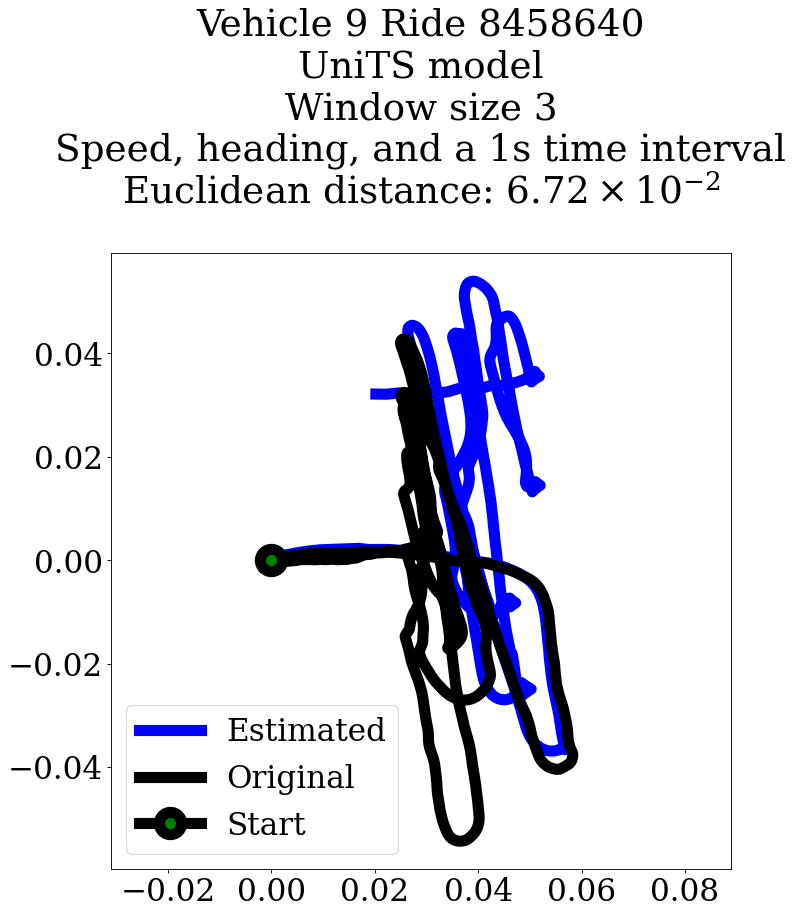 Vehicle 9 Ride 8458640
UniTS model
Window size 3
Speed, heading, and a 1s time interval
Euclidean distance: 6.72 × 10⁻²
0.04
0.02
0.00
−0.02
−0.04
Estimated
Original
Start
−0.02 0.00 0.02 0.04 0.06 0.08